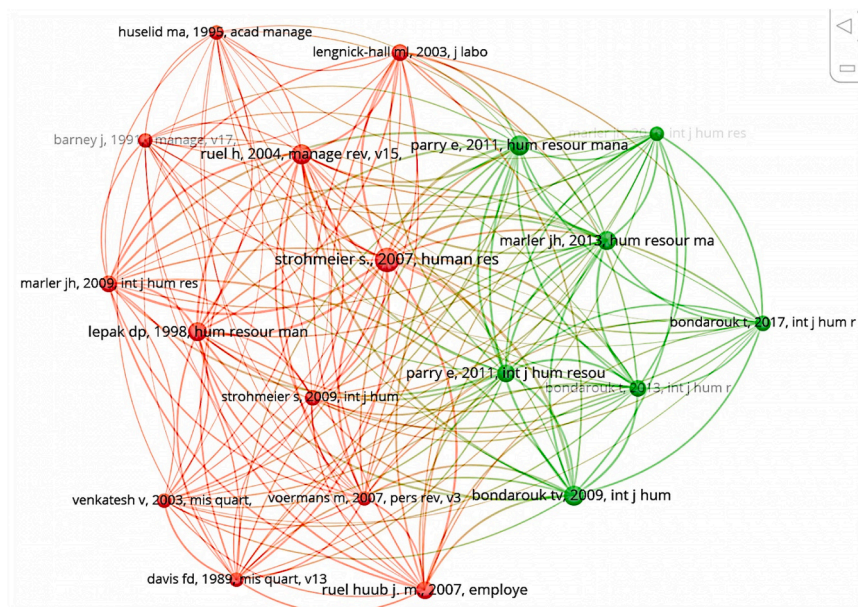 huselid ma, 1995, acad manage
lengnick-hall ml, 2003, j labo
barney j, 1991, j manage, v17,
ruel h, 2004, manage rev, v15,
parry e, 2011, hum resour mana
marler jh, int j hum res
marler jh, 2013, hum resour ma
strohmeier s., 2007, human res
marler jh, 2009, int j hum res
lepak dp, 1998, hum resour man
bondarouk t, 2017, int j hum r
parry e, 2011, int j hum resou
bondarouk t, 2013, int j hum r
strohmeier s, 2009, int j hum
venkatesh v, 2003, mis quart,
voermans m, 2007, pers rev, v3
bondarouk tv, 2009, int j hum
davis fd, 1989, mis quart, v13
ruel huub j. m., 2007, employe